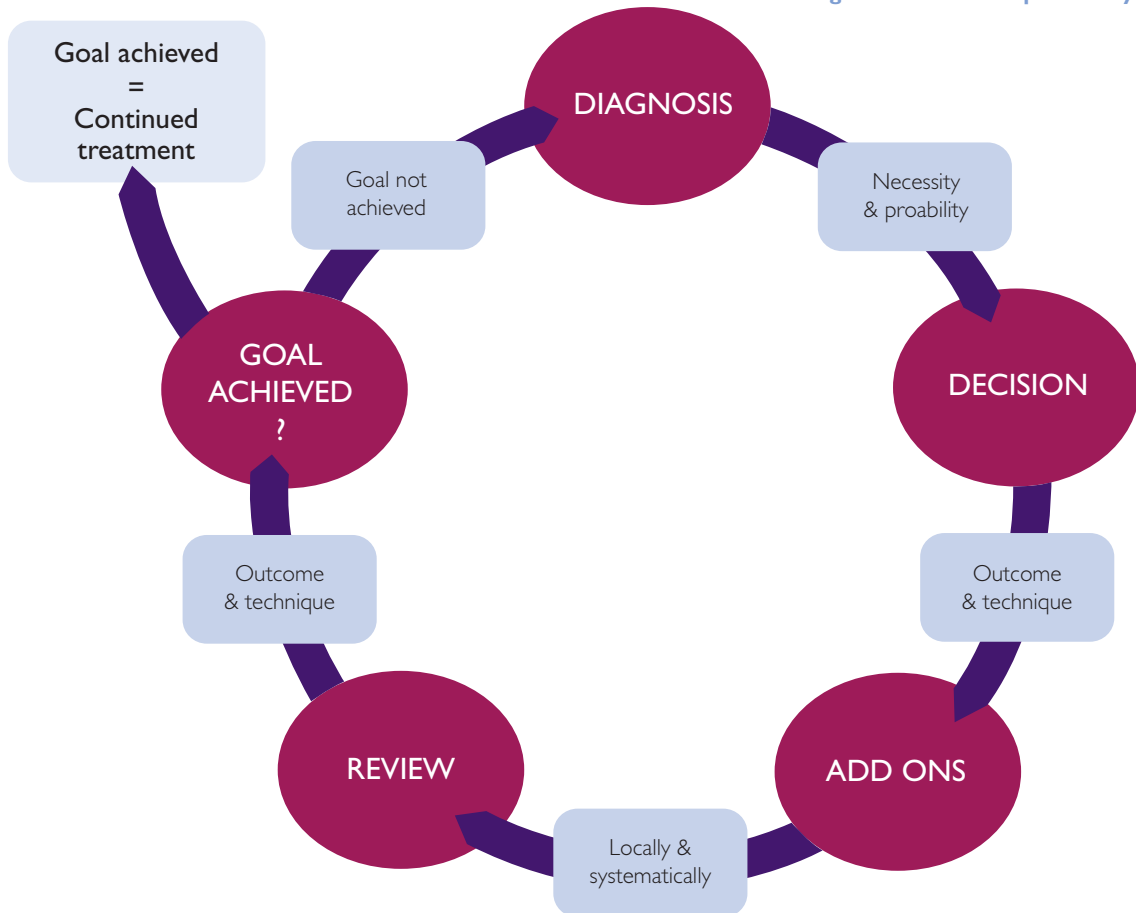 Goal achieved
=
Continued
treatment
DIAGNOSIS
Goal not
achieved
Necessity
& proability
GOAL
ACHIEVED
?
DECISION
Outcome
& technique
Outcome
& technique
REVIEW
ADD ONS
Locally &
systematically